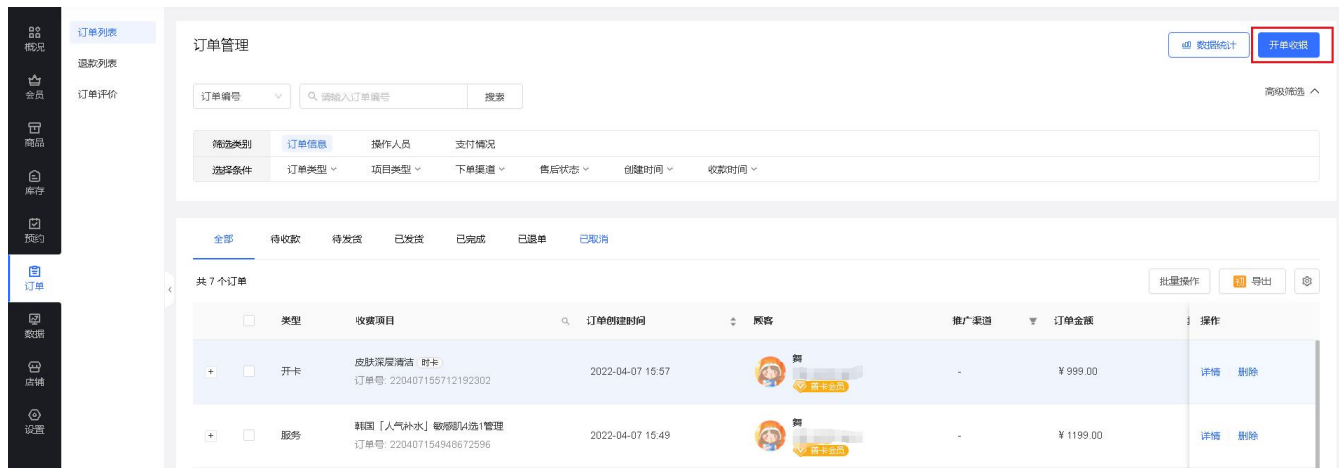 概况
会员
商品
库存
预约
订单
数据
店铺
设置
订单列表
退款列表
订单评价
订单管理
数据统计 开单收银
订单编号 请输入订单编号 搜索 高级筛选
筛选类别 订单信息 操作人员 支付情况
选择条件 订单类型 项目类型 下单渠道 售后状态 创建时间 收款时间
全部 待收款 待发货 已发货 已完成 已退单 已取消
共 7 个订单 批量操作 初 导出
类型 收费项目 订单创建时间 顾客 推广渠道 订单金额 操作
皮肤深层清洁 时卡 舞
+ 开卡 2022-04-07 15:57 - ¥ 999.00 详情 删除
订单号: 220407155712192302
韩国「人气补水」敏感肌4选1管理 舞
+ 服务 2022-04-07 15:49 - ¥ 1199.00 详情 删除
订单号: 220407154948672596